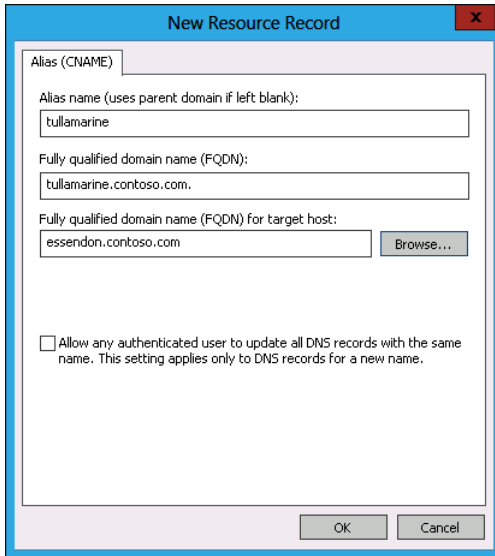 New Resource Record
x
Alias (CNAME)
Alias name (uses parent domain if left blank):
tullamarine
Fully qualified domain name (FQDN):
tullamarine.contoso.com.
Fully qualified domain name (FQDN) for target host:
essendon.contoso.com
Browse...
Allow any authenticated user to update all DNS records with the same
name. This setting applies only to DNS records for a new name.
OK
Cancel